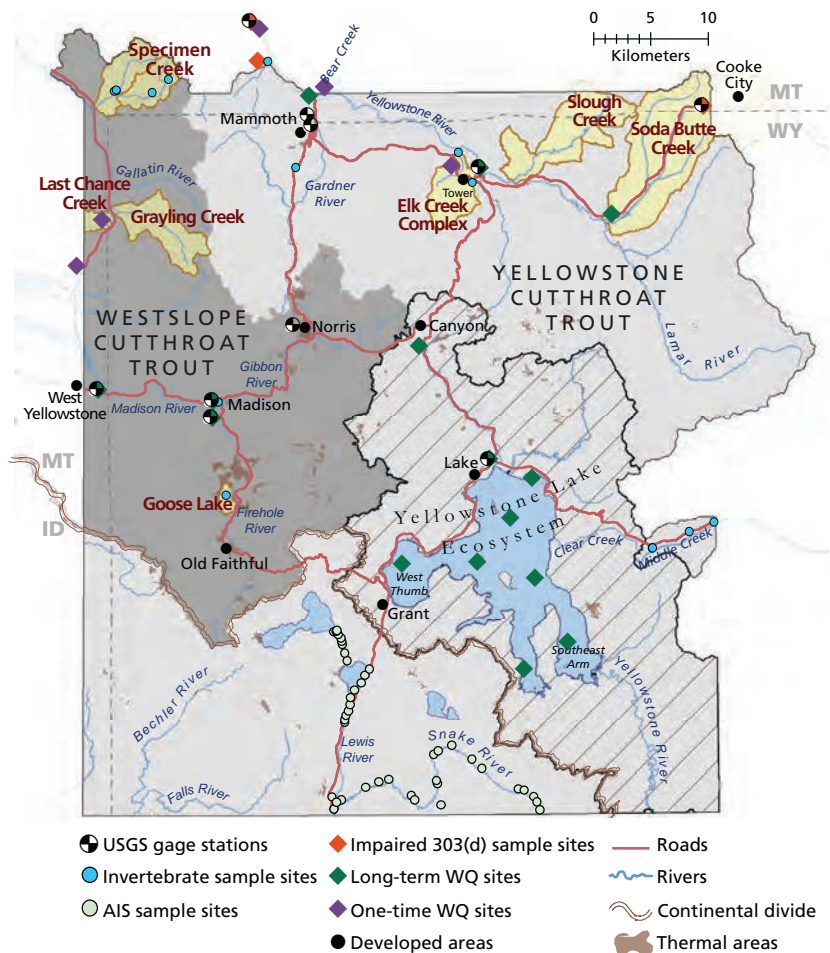 0 5 10
Kilometers
Specimen
Creek
Bear Creek
Cooke
City
MT
WY
Mammoth
Yellowstone River
Slough
Creek
Soda Butte
Creek
Gallatin River
Gardner
River
Last Chance
Creek
Grayling Creek
Tower
Elk Creek
Complex
YELLOWSTONE
CUTTHROAT
TROUT
WESTSLOPE
CUTTHROAT
TROUT
Norris
Canyon
Lamar River
Gibbon
River
West
Yellowstone
Madison River
Madison
MT
ID
Lake
Goose Lake
Firehole
River
Yellowstone Lake
Ecosystem
Clear Creek
Middle Creek
Old Faithful
West
Thumb
Grant
Southeast
Arm
Bechler River
Yellowstone River
Lewis
River
Snake River
Falls River
USGS gage stations
Invertebrate sample sites
AIS sample sites
Impaired 303(d) sample sites
Long-term WQ sites
One-time WQ sites
Developed areas
Roads
Rivers
Continental divide
Thermal areas